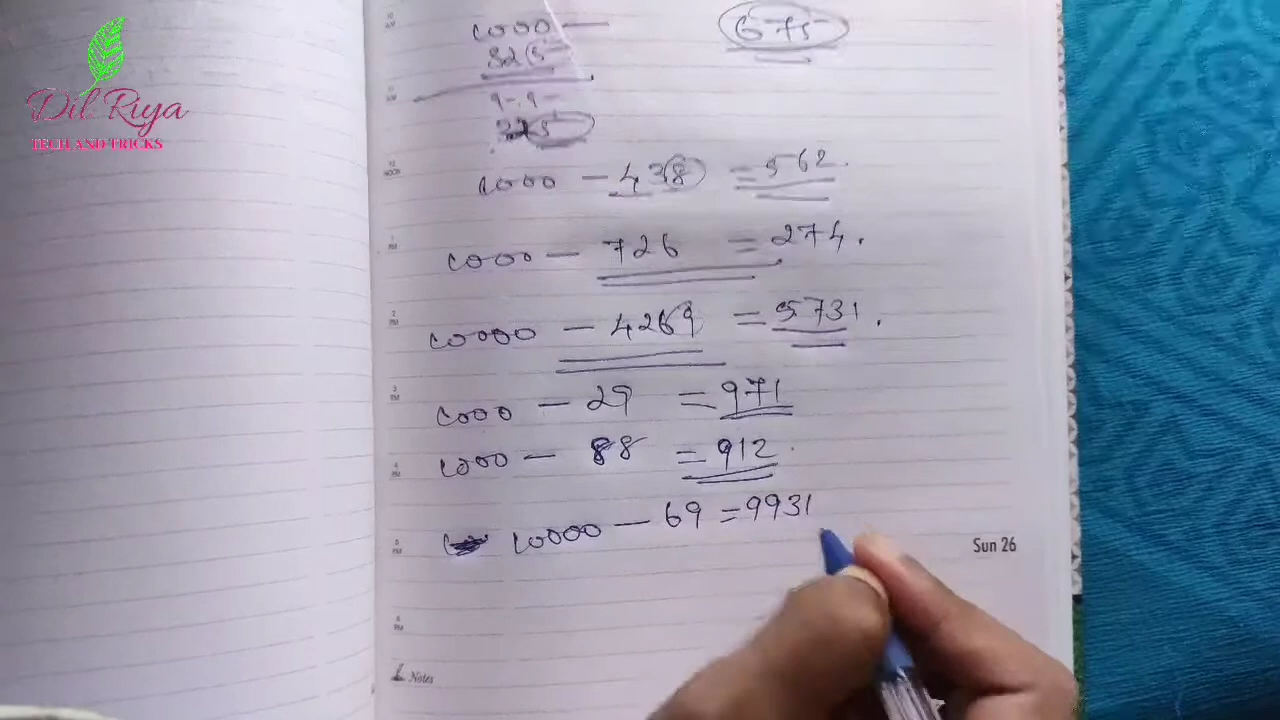 Dil Riya
TECH AND TRICKS
1000 —
325
675
1000 — 438 = 562.
1000 — 726 = 274.
10000 — 4269 = 5731.
1000 — 29 = 971
1000 — 88 = 912
10000 — 69 = 9931
Sun 26
Notes